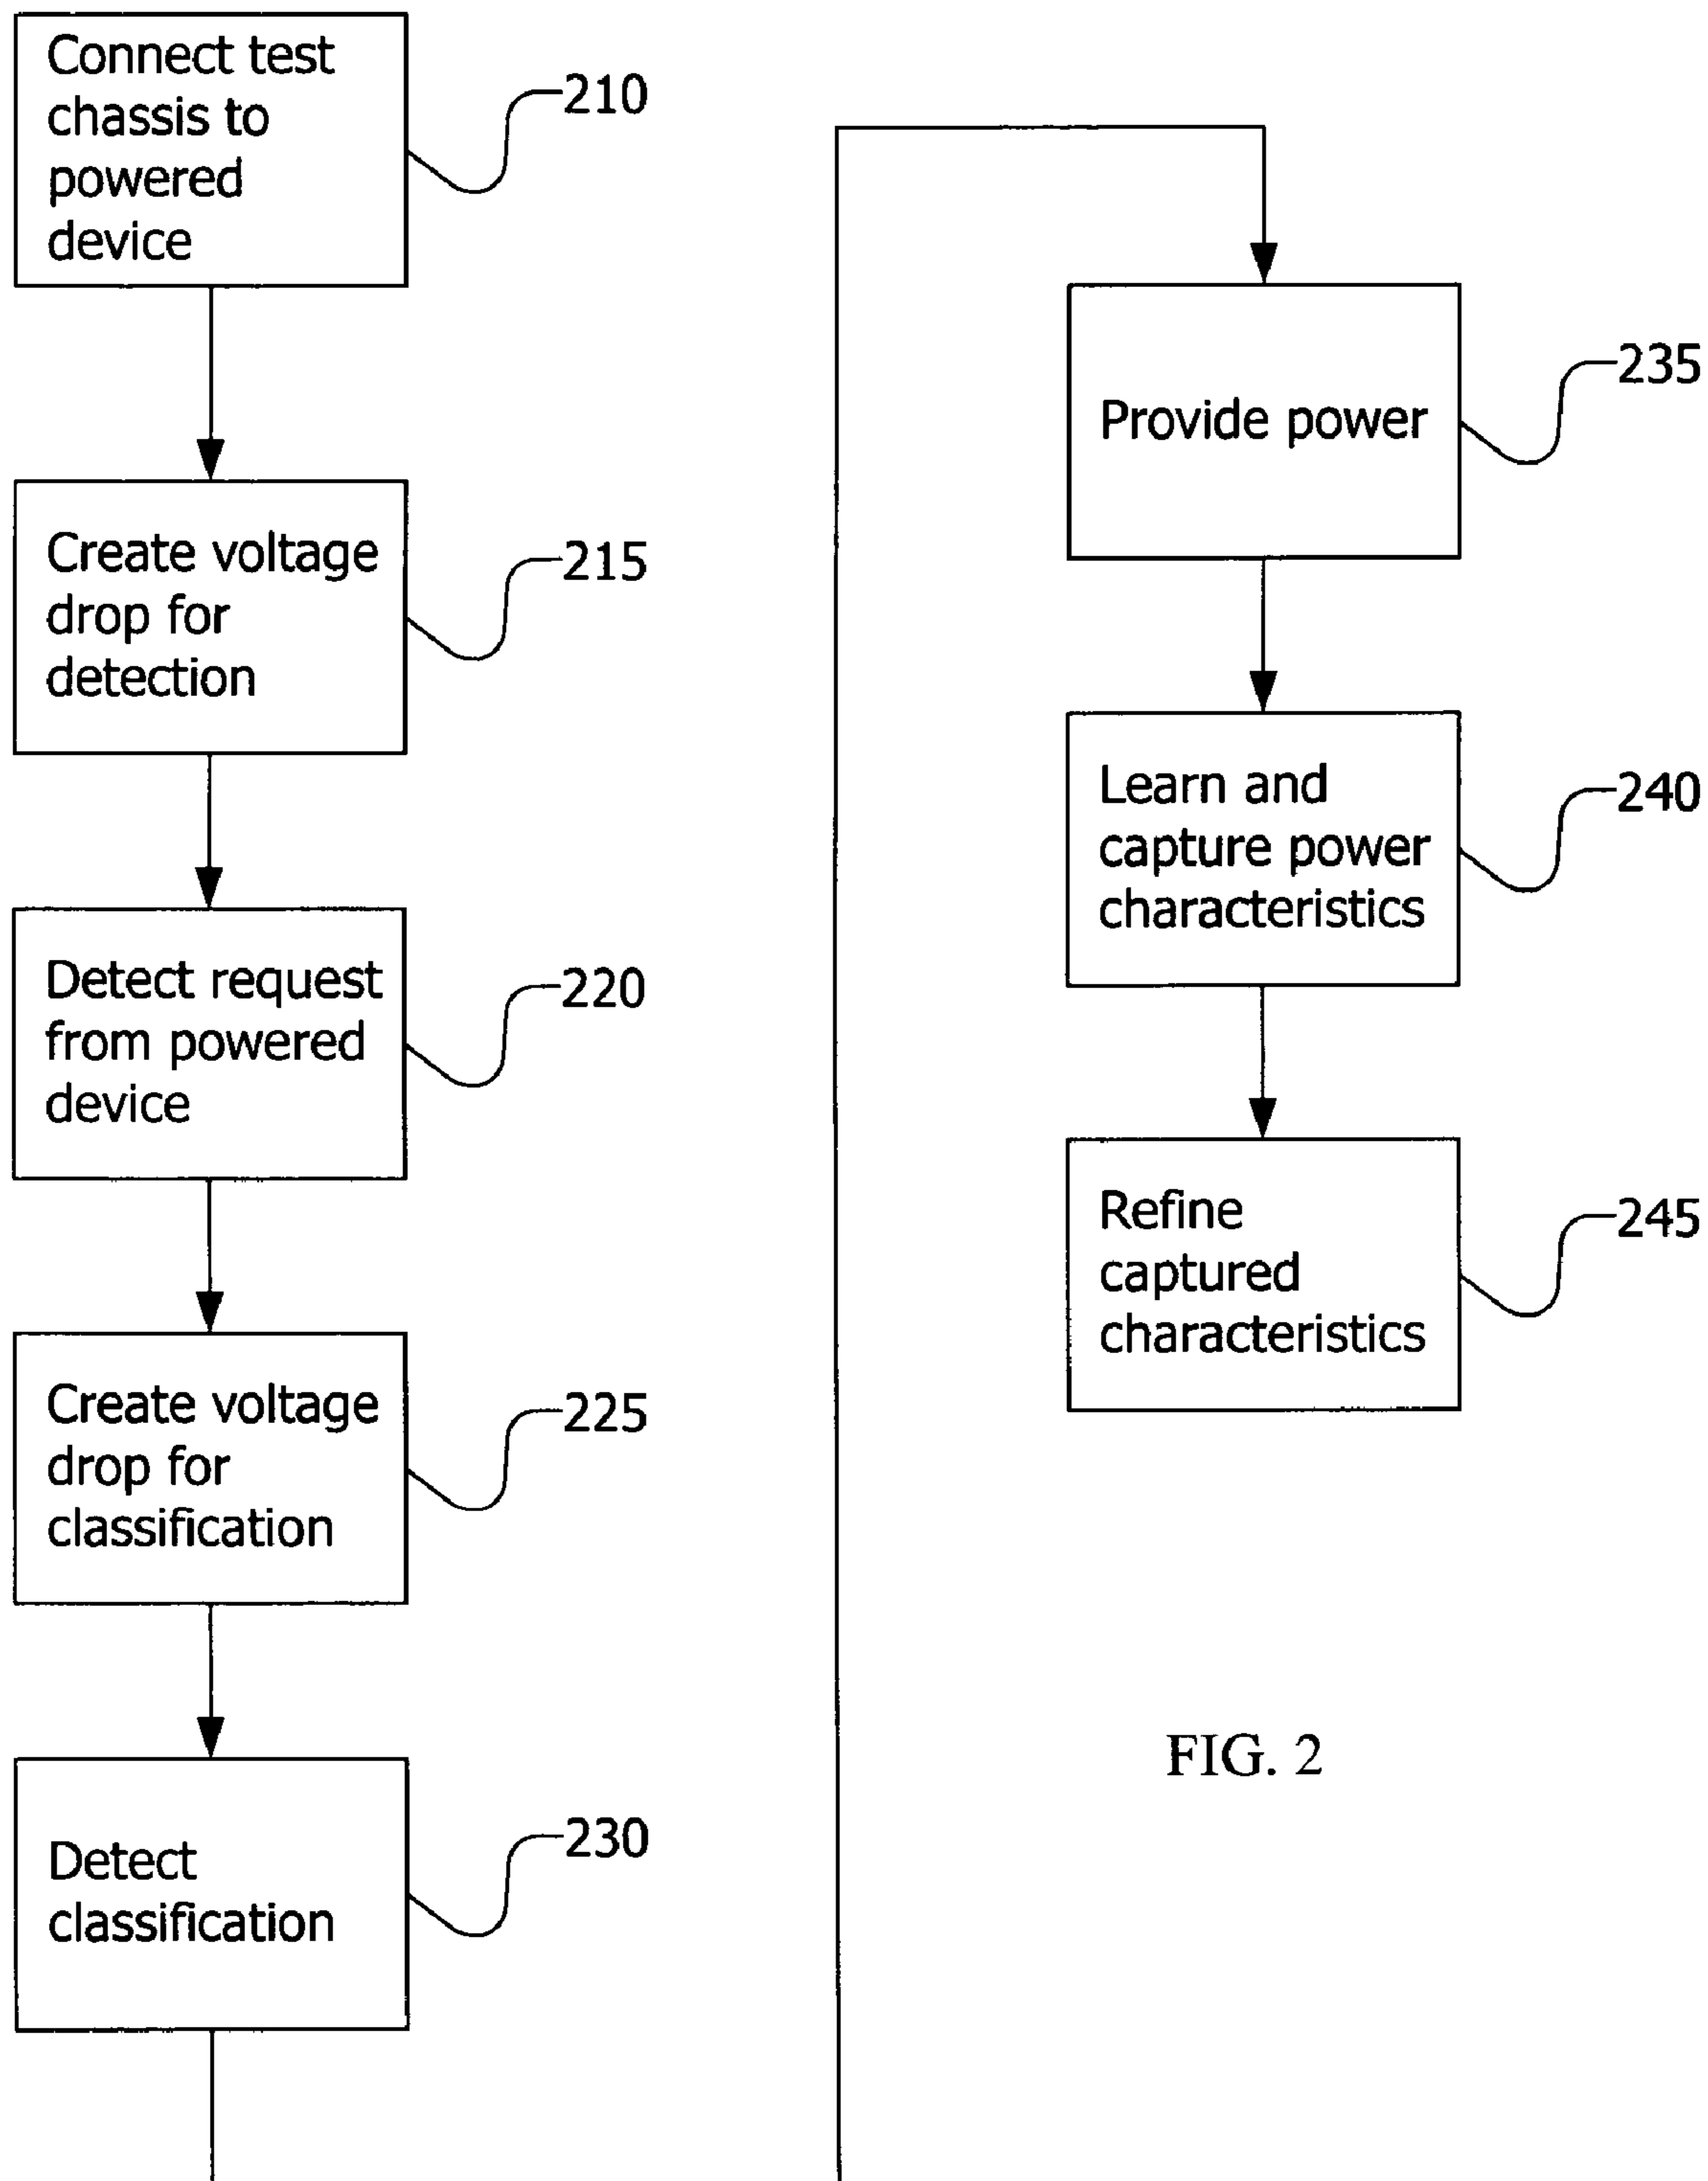 Connect test
chassis to
powered
device
210
Create voltage
drop for
detection
215
Detect request
from powered
device
220
Create voltage
drop for
classification
225
Detect
classification
230
Provide power
235
Learn and
capture power
characteristics
240
Refine
captured
characteristics
245
FIG. 2